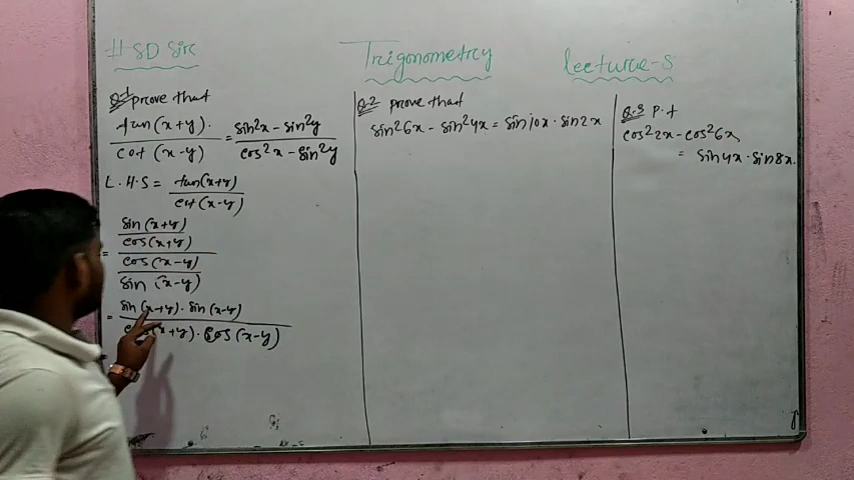 # SD Sir Trigonometry lecture-5
Q.1 prove that
tan(x+y).
cot(x-y)
= sin²x - sin²y
cos²x - sin²y
L.H.S = tan(x+y)
cot(x-y)
sin(x+y)
cos(x+y)
= cos(x-y)
sin(x-y)
= sin(x+y).sin(x-y)
(x+y).cos(x-y)
=
Q.2 prove that
sin²6x - sin²4x = sin10x.sin2x
Q.3 P.t
cos²2x - cos²6x
= sin4x.sin8x.